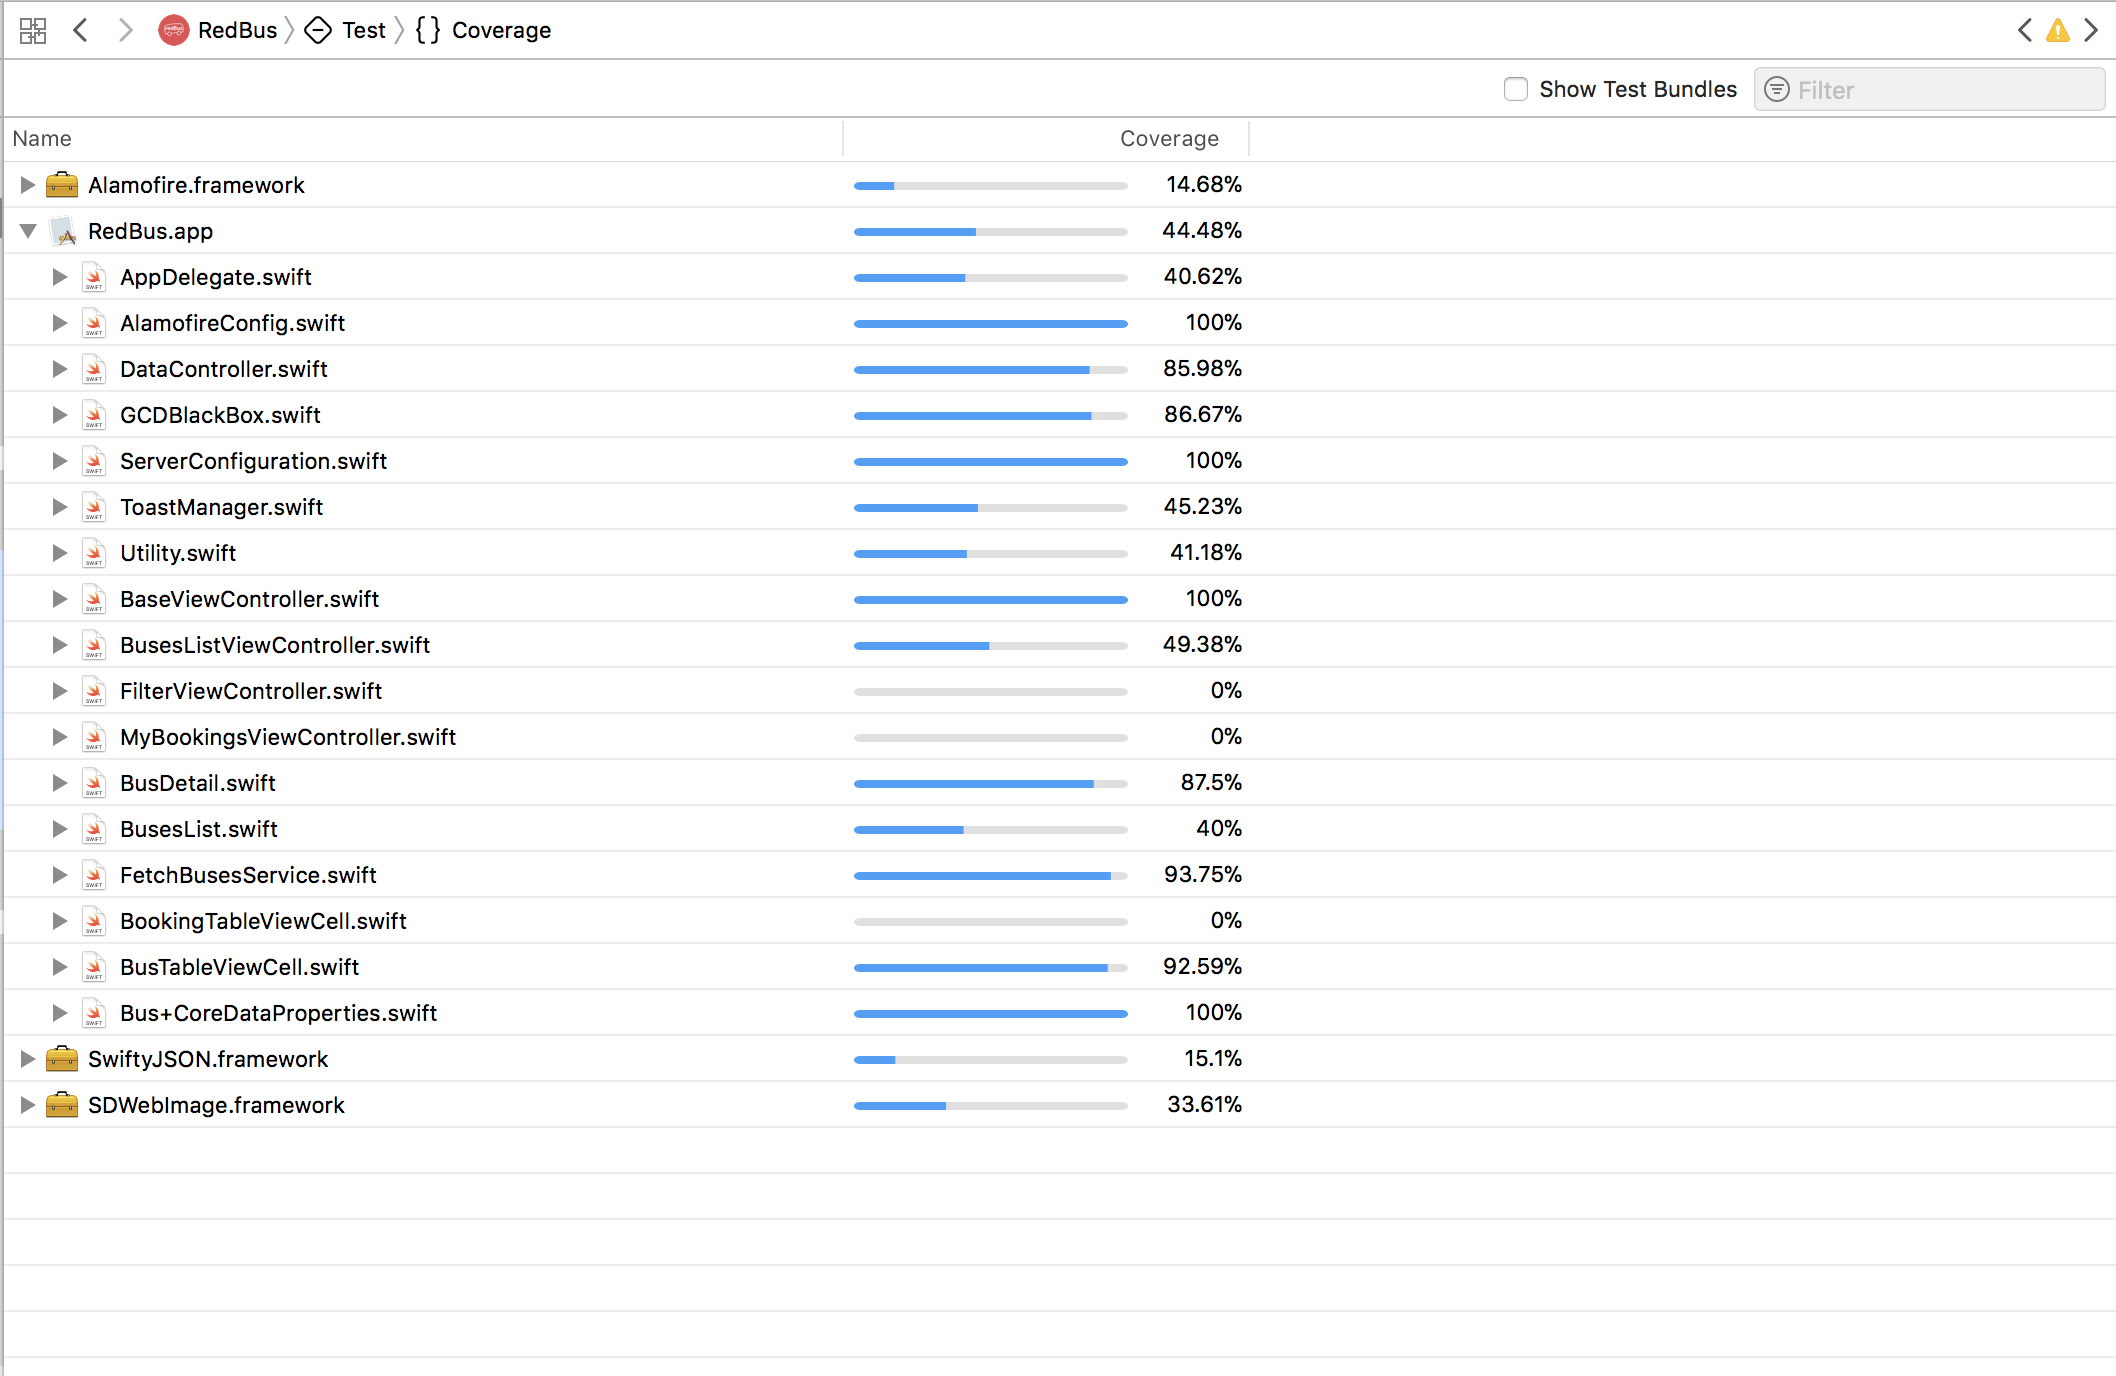 RedBus Test {} Coverage
Show Test Bundles Filter
Name Coverage
Alamofire.framework 14.68%
RedBus.app 44.48%
AppDelegate.swift 40.62%
AlamofireConfig.swift 100%
DataController.swift 85.98%
GCDBlackBox.swift 86.67%
ServerConfiguration.swift 100%
ToastManager.swift 45.23%
Utility.swift 41.18%
BaseViewController.swift 100%
BusesListViewController.swift 49.38%
FilterViewController.swift 0%
MyBookingsViewController.swift 0%
BusDetail.swift 87.5%
BusesList.swift 40%
FetchBusesService.swift 93.75%
BookingTableViewCell.swift 0%
BusTableViewCell.swift 92.59%
Bus+CoreDataProperties.swift 100%
SwiftyJSON.framework 15.1%
SDWebImage.framework 33.61%